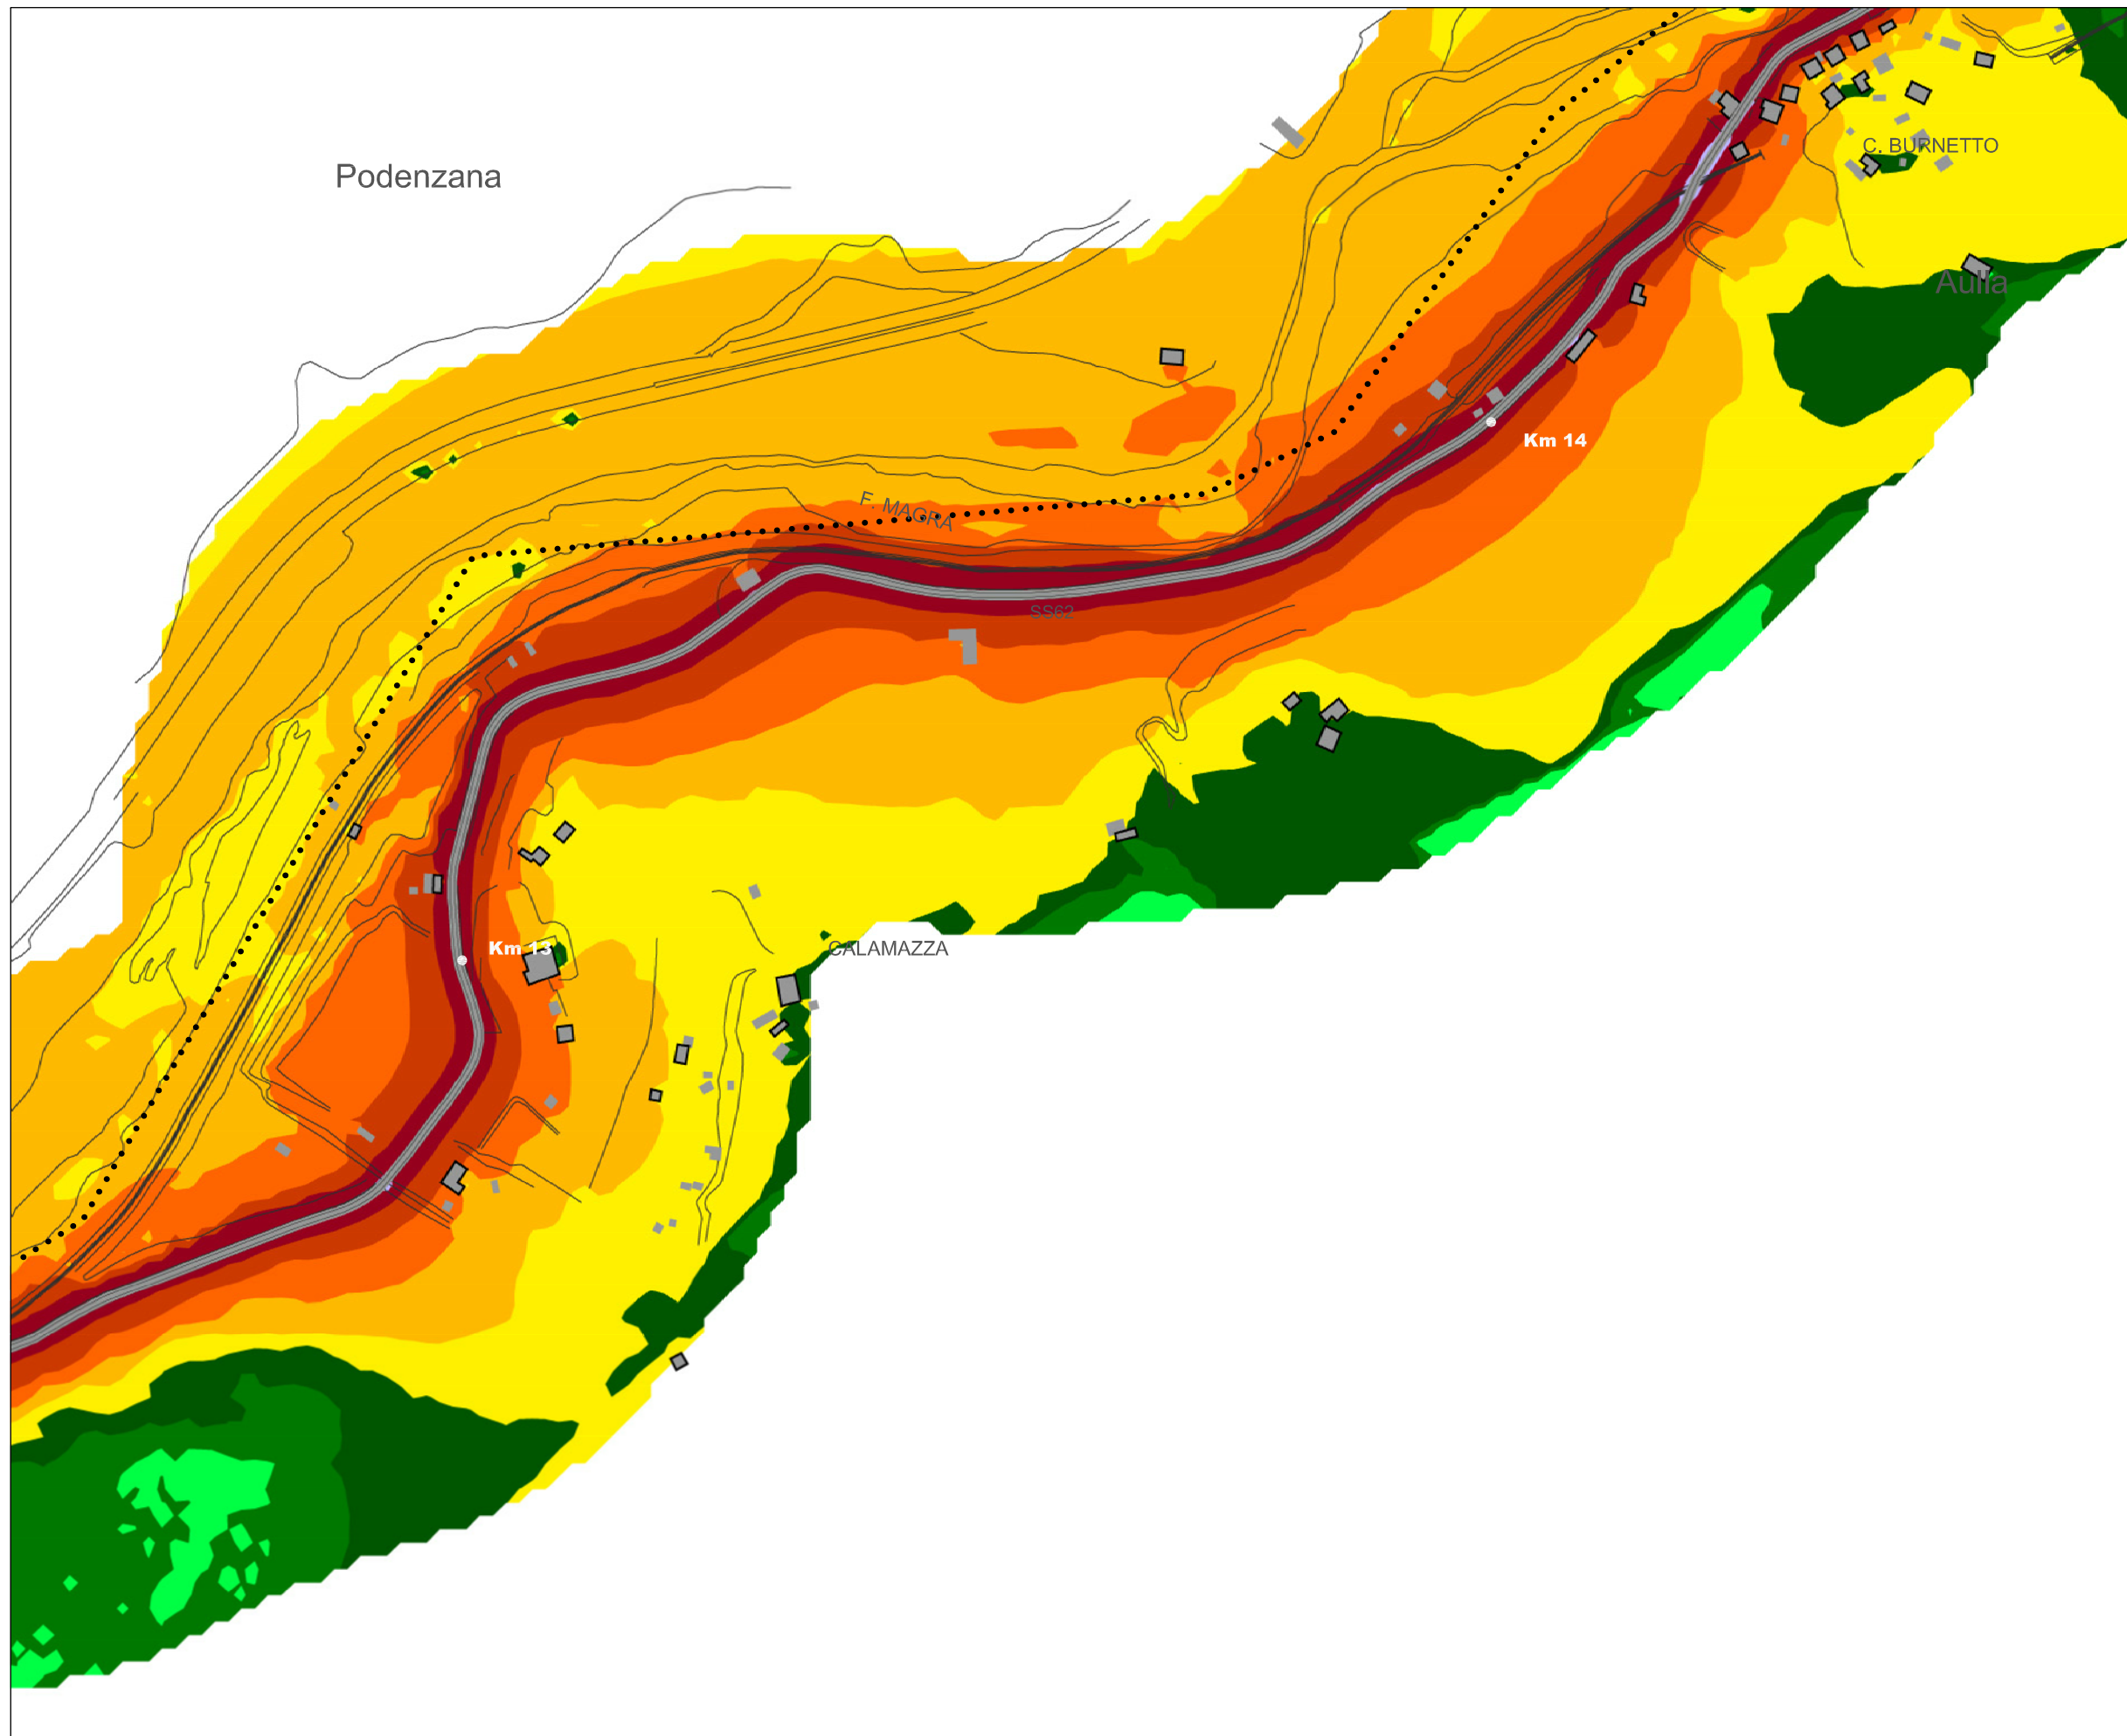 C. BURNETTO
Podenzana
Aulla
Km 14
F. MAGRA
SS62
Km 13
CALAMAZZA